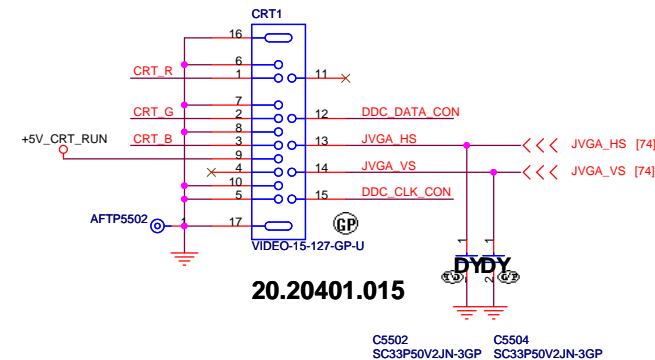 CRT1
16
6
CRT_R 1 11
7
CRT_G 2 12 DDC_DATA_CON
8
+5V_CRT_RUN CRT_B 3 13 JVGA_HS JVGA_HS [74]
9
4 14 JVGA_VS JVGA_VS [74]
10
5 15 DDC_CLK_CON
AFTP5502 1 17 GP
VIDEO-15-127-GP-U
1 1
DY DY
2 2
20.20401.015
C5502 C5504
SC33P50V2JN-3GP SC33P50V2JN-3GP